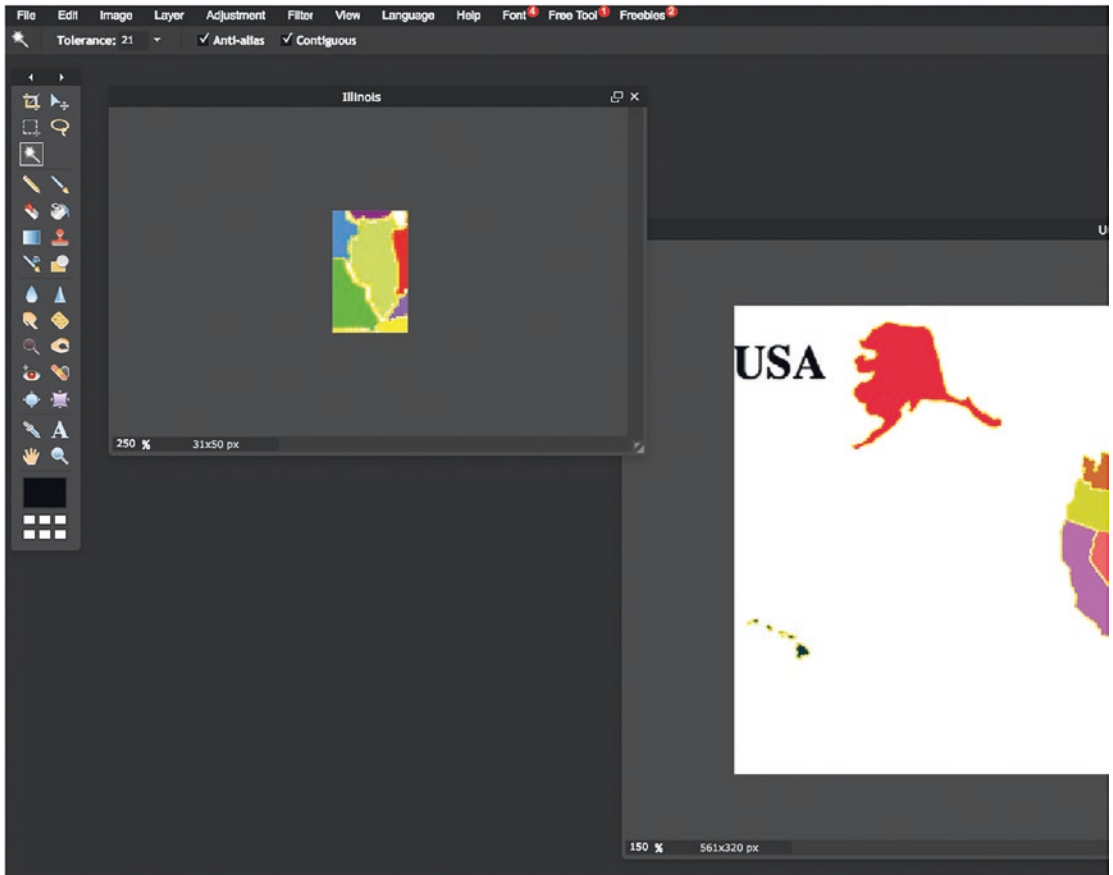 File Edit Image Layer Adjustment Filter View Language Help Font 4 Free Tool 1 Freebies 2
Tolerance: 21 Anti-alias Contiguous
Illinois
250 % 31x50 px
USA
A
150 % 561x320 px